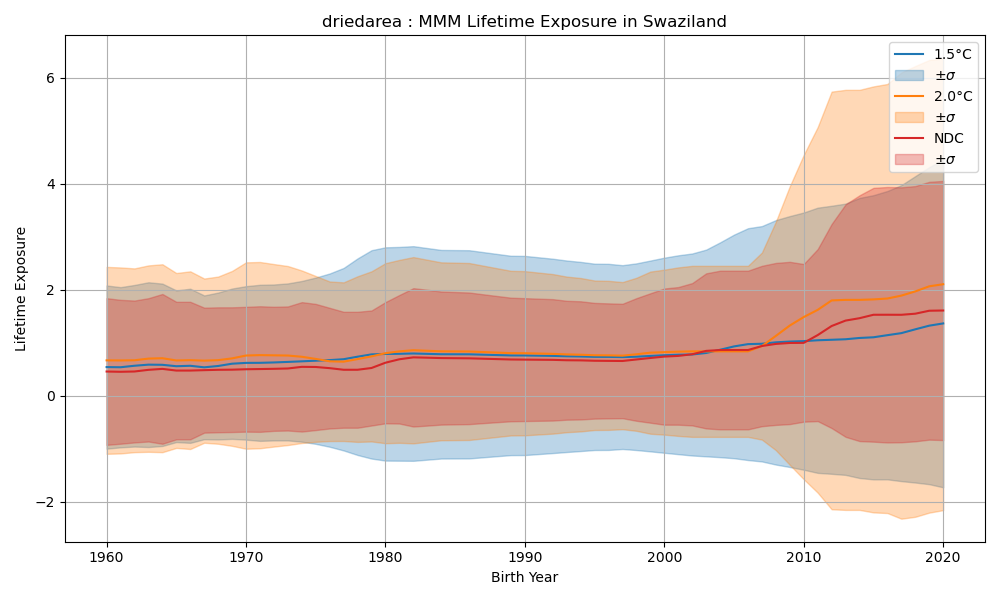 driedarea : MMM Lifetime Exposure in Swaziland
1.5°C
±σ
2.0°C
±σ
NDC
±σ
Lifetime Exposure
6
4
2
0
−2
1960 1970 1980 1990 2000 2010 2020
Birth Year